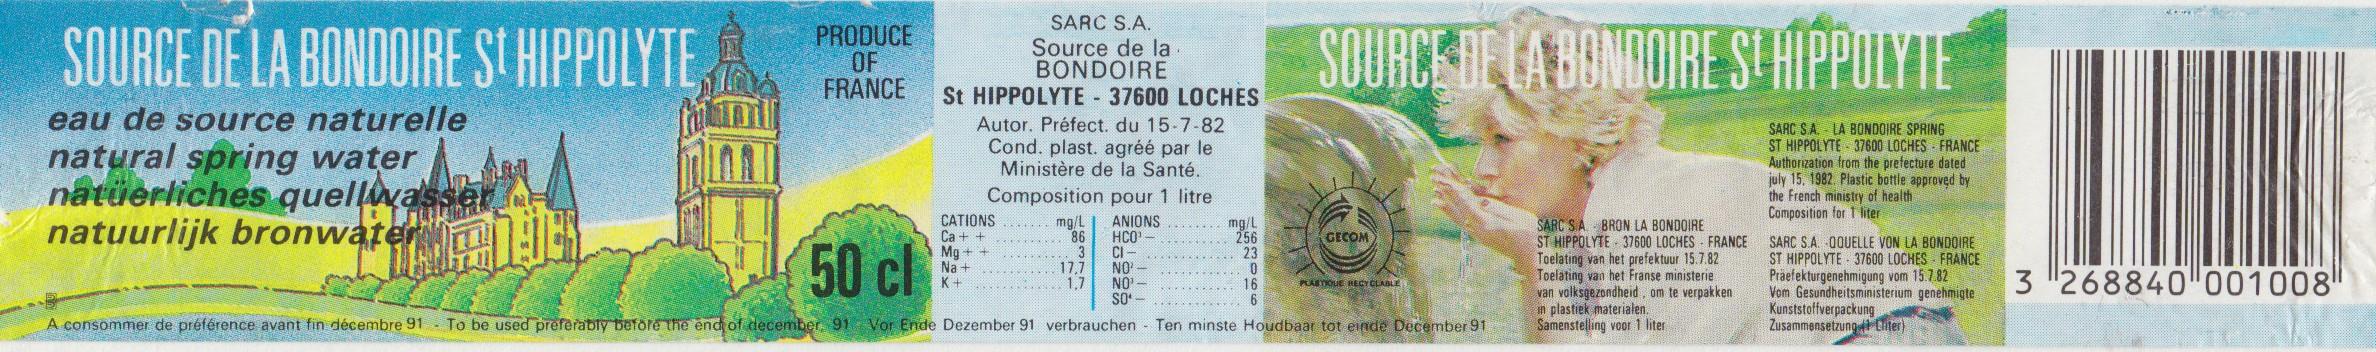 SOURCE DE LA BONDOIRE St HIPPOLYTE
eau de source naturelle
natural spring water
natüerliches quellwasser
natuurlijk bronwater
PRODUCE
OF
FRANCE
50 cl
A consommer de préférence avant fin décembre 91 - To be used preferably before the end of december, 91 Vor Ende Dezember 91 verbrauchen - Ten minste Houdbaar tot einde December 91
SARC S.A.
Source de la
BONDOIRE
St HIPPOLYTE - 37600 LOCHES
Autor. Préfect. du 15-7-82
Cond. plast. agréé par le
Ministère de la Santé.
Composition pour 1 litre
CATIONS ....... mg/L
Ca + + ......... 86
Mg + + ......... 3
Na + ......... 17,7
K + ......... 1,7
ANIONS ....... mg/L
HCO³ − ......... 256
Cl − ......... 23
NO² − ......... 0
NO³ − ......... 16
SO⁴ − ......... 6
SOURCE DE LA BONDOIRE St HIPPOLYTE
GECOM
PLASTIQUE RECYCLABLE
SARC S.A. - BRON LA BONDOIRE
ST HIPPOLYTE - 37600 LOCHES - FRANCE
Toelating van het prefektuur 15.7.82
Toelating van het Franse ministerie
van volksgezondheid, om te verpakken
in plastiek materialen.
Samenstelling voor 1 liter
SARC S.A. - LA BONDOIRE SPRING
ST HIPPOLYTE - 37600 LOCHES - FRANCE
Authorization from the prefecture dated
july 15, 1982. Plastic bottle approved by
the French ministry of health
Composition for 1 liter
SARC S.A. -QQUELLE VON LA BONDOIRE
ST HIPPOLYTE - 37600 LOCHES - FRANCE
Präefekturgenehmigung vom 15.7.82
Vom Gesundheitsministerium genehmigte
Kunststoffverpackung
Zusammensetzung (1 Lliter)
3 268840 001008